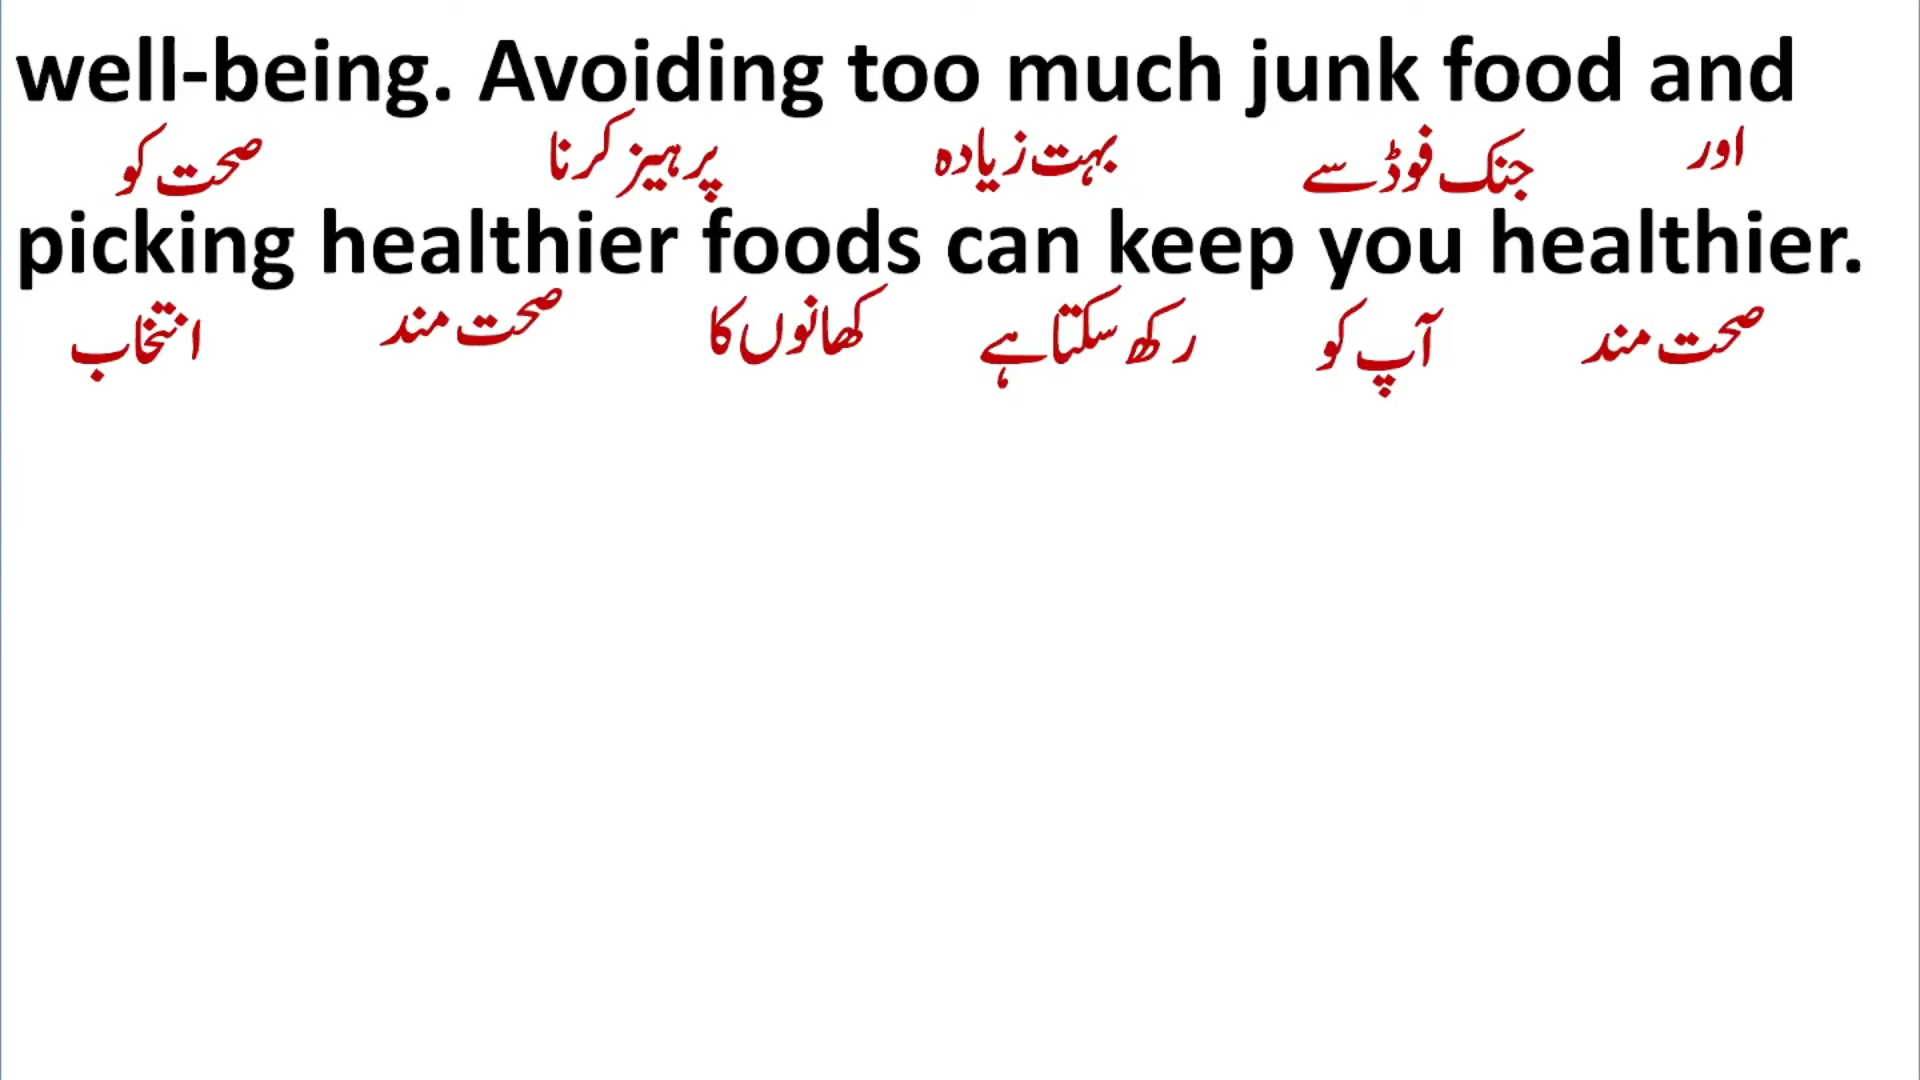 well-being. Avoiding too much junk food and
صحت کو پرہیز کرنا بہت زیادہ جنک فوڈ سے اور
picking healthier foods can keep you healthier.
انتخاب صحت مند کھانوں کا رکھ سکتا ہے آپ کو صحت مند